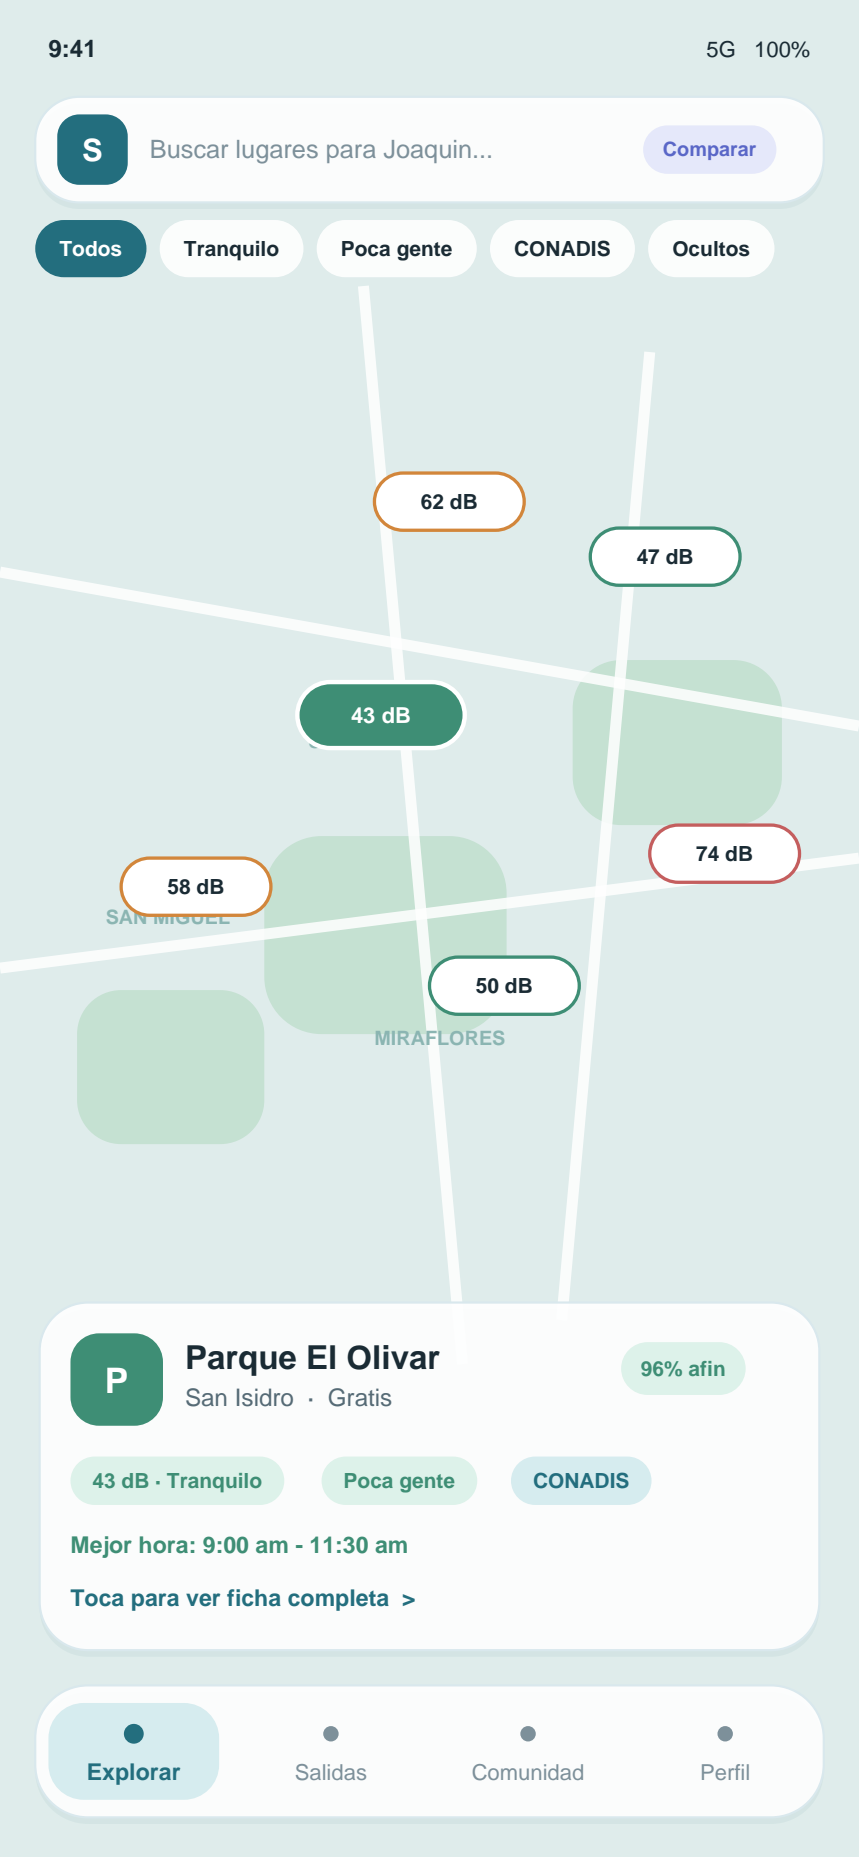 9:41
5G 100%
S
Buscar lugares para Joaquin...
Comparar
Todos
Tranquilo
Poca gente
CONADIS
Ocultos
62 dB
47 dB
43 dB
74 dB
58 dB
SAN MIGUEL
50 dB
MIRAFLORES
P
Parque El Olivar
San Isidro · Gratis
96% afin
43 dB · Tranquilo
Poca gente
CONADIS
Mejor hora: 9:00 am - 11:30 am
Toca para ver ficha completa >
Explorar
Salidas
Comunidad
Perfil